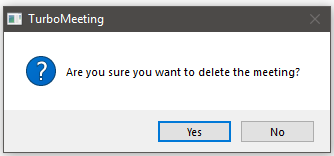 TurboMeeting
Are you sure you want to delete the meeting?
Yes
No